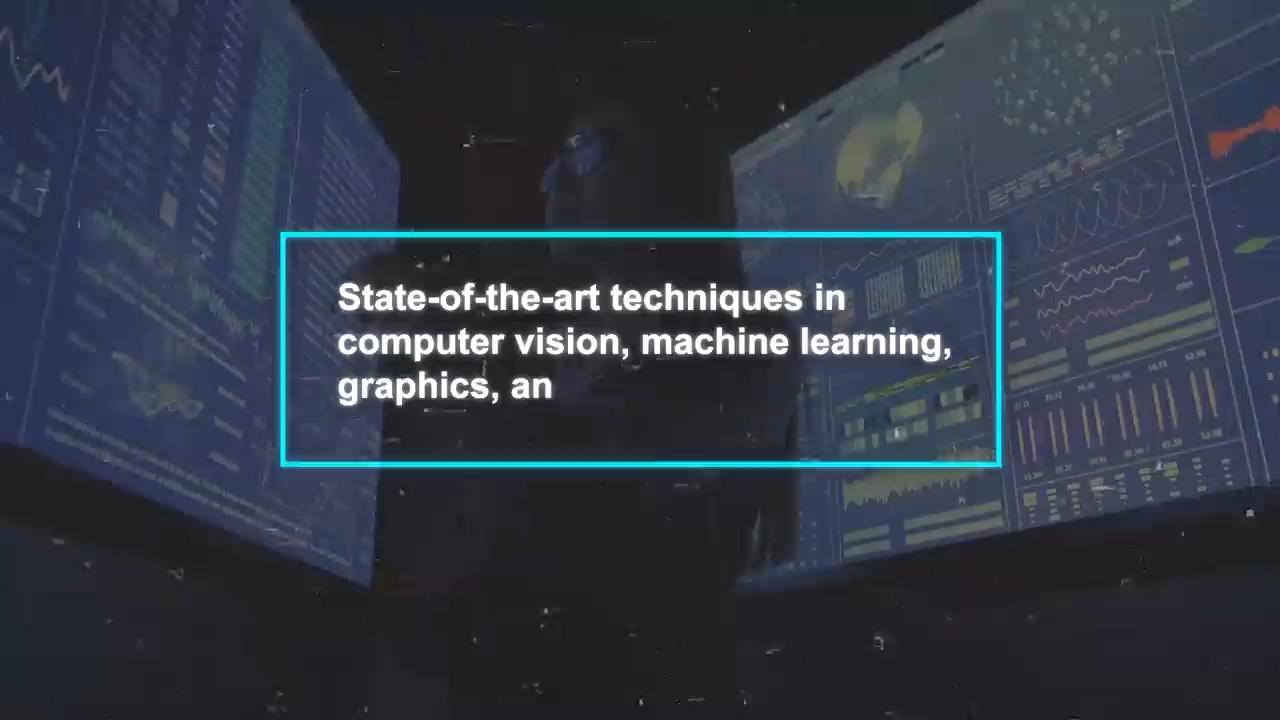 State-of-the-art techniques in
computer vision, machine learning,
graphics, an